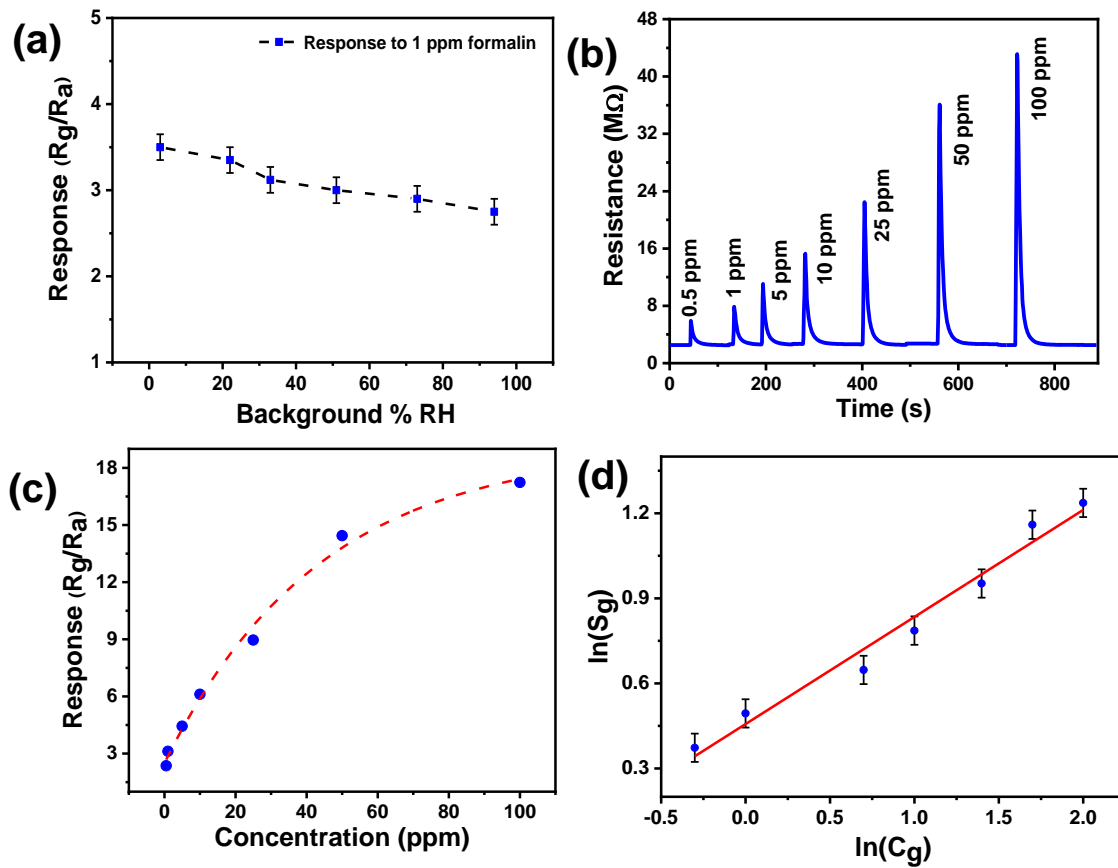 (a)
Response to 1 ppm formalin
Response (Rg/Ra)
5
4
3
2
1
0 20 40 60 80 100
Background % RH
(b)
Resistance (MΩ)
48
40
32
24
16
8
0
0.5 ppm
1 ppm
5 ppm
10 ppm
25 ppm
50 ppm
100 ppm
0 200 400 600 800
Time (s)
(c)
Response (Rg/Ra)
18
15
12
9
6
3
0 20 40 60 80 100
Concentration (ppm)
(d)
ln(Sg)
1.2
0.9
0.6
0.3
-0.5 0.0 0.5 1.0 1.5 2.0
ln(Cg)